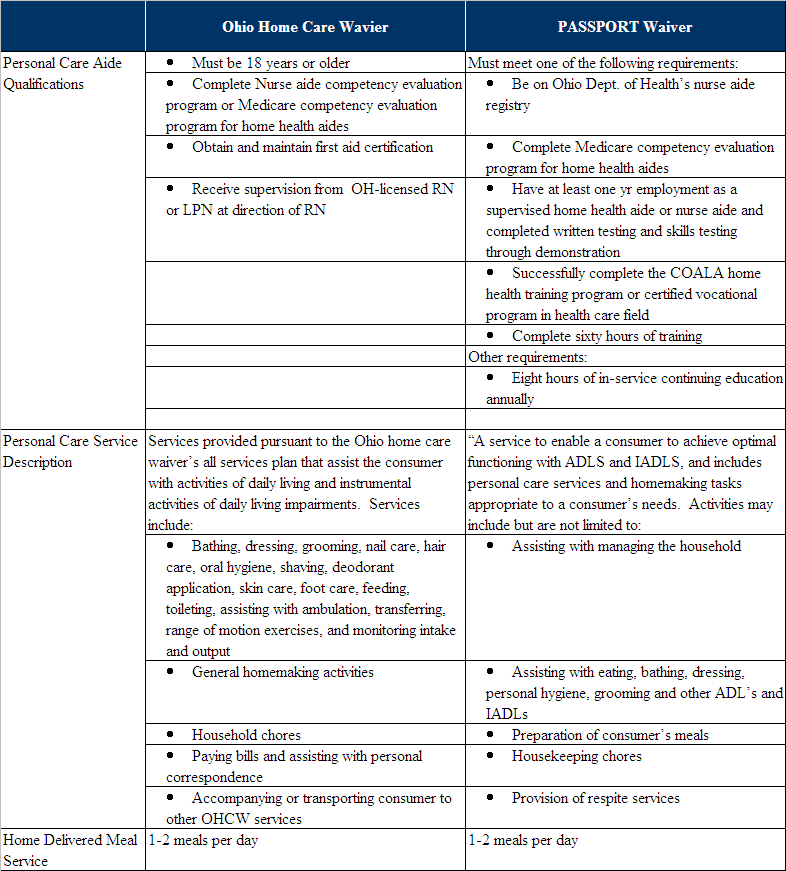 Ohio Home Care Wavier
PASSPORT Waiver
Personal Care Aide
Qualifications
• Must be 18 years or older
Must meet one of the following requirements:
• Complete Nurse aide competency evaluation
program or Medicare competency evaluation
program for home health aides
• Be on Ohio Dept. of Health’s nurse aide
registry
• Obtain and maintain first aid certification
• Complete Medicare competency evaluation
program for home health aides
• Receive supervision from OH-licensed RN
or LPN at direction of RN
• Have at least one yr employment as a
supervised home health aide or nurse aide and
completed written testing and skills testing
through demonstration
• Successfully complete the COALA home
health training program or certified vocational
program in health care field
• Complete sixty hours of training
Other requirements:
• Eight hours of in-service continuing education
annually
Personal Care Service
Description
Services provided pursuant to the Ohio home care
waiver’s all services plan that assist the consumer
with activities of daily living and instrumental
activities of daily living impairments. Services
include:
“A service to enable a consumer to achieve optimal
functioning with ADLS and IADLS, and includes
personal care services and homemaking tasks
appropriate to a consumer’s needs. Activities may
include but are not limited to:
• Bathing, dressing, grooming, nail care, hair
care, oral hygiene, shaving, deodorant
application, skin care, foot care, feeding,
toileting, assisting with ambulation, transferring,
range of motion exercises, and monitoring intake
and output
• Assisting with managing the household
• General homemaking activities
• Assisting with eating, bathing, dressing,
personal hygiene, grooming and other ADL’s and
IADLs
• Household chores
• Preparation of consumer’s meals
• Paying bills and assisting with personal
correspondence
• Housekeeping chores
• Accompanying or transporting consumer to
other OHCW services
• Provision of respite services
Home Delivered Meal
Service
1-2 meals per day
1-2 meals per day